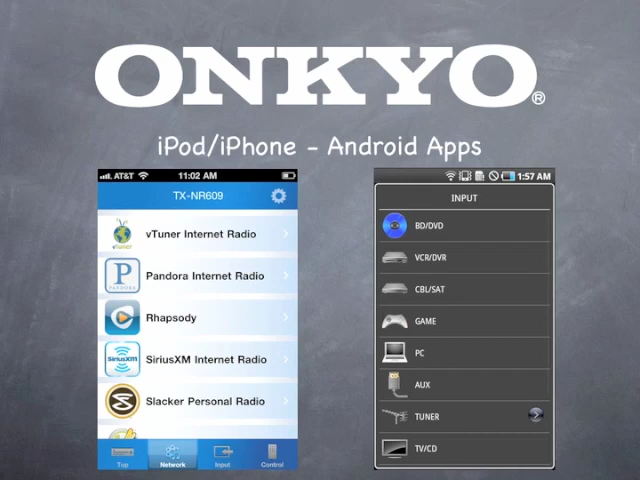 ONKYO®
iPod/iPhone - Android Apps
AT&T 11:02 AM
TX-NR609
vTuner Internet Radio
vTuner
Pandora Internet Radio
P
PANDORA
Rhapsody
SiriusXM Internet Radio
SiriusXM
Slacker Personal Radio
S
Top Network Input Control
1:57 AM
INPUT
BD/DVD
VCR/DVR
CBL/SAT
GAME
PC
AUX
TUNER
TV/CD